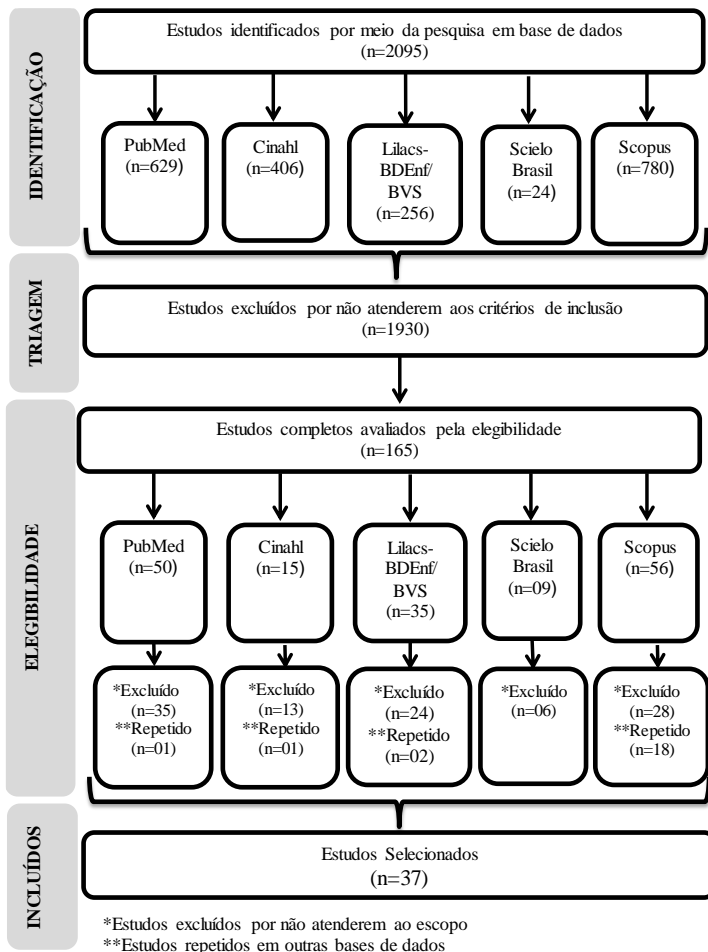 IDENTIFICAÇÃO
Estudos identificados por meio da pesquisa em base de dados
(n=2095)
PubMed
(n=629)
Cinahl
(n=406)
Lilacs-
BDEnf/
BVS
(n=256)
Scielo
Brasil
(n=24)
Scopus
(n=780)
TRIAGEM
Estudos excluídos por não atenderem aos critérios de inclusão
(n=1930)
ELEGIBILIDADE
Estudos completos avaliados pela elegibilidade
(n=165)
PubMed
(n=50)
Cinahl
(n=15)
Lilacs-
BDEnf/
BVS
(n=35)
Scielo
Brasil
(n=09)
Scopus
(n=56)
*Excluído
(n=35)
**Repetido
(n=01)
*Excluído
(n=13)
**Repetido
(n=01)
*Excluído
(n=24)
**Repetido
(n=02)
*Excluído
(n=06)
*Excluído
(n=28)
**Repetido
(n=18)
INCLUÍDOS
Estudos Selecionados
(n=37)
*Estudos excluídos por não atenderem ao escopo
**Estudos repetidos em outras bases de dados